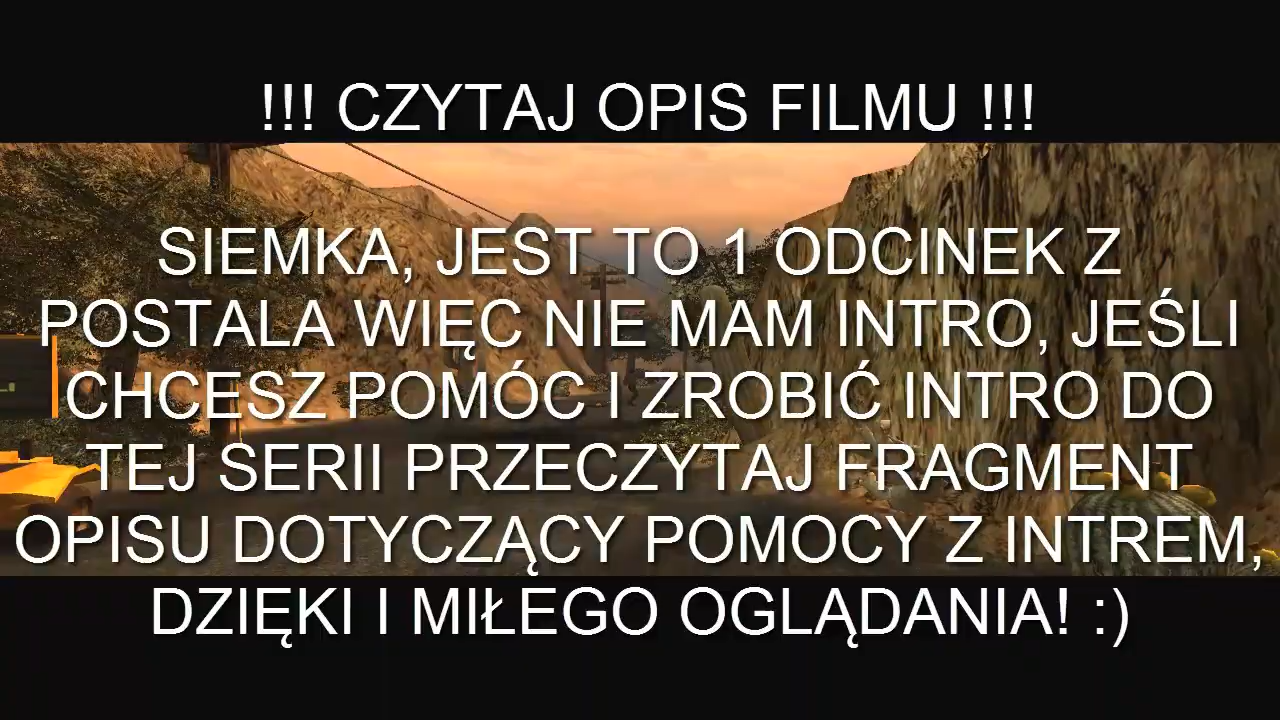 !!! CZYTAJ OPIS FILMU !!!
SIEMKA, JEST TO 1 ODCINEK Z
POSTALA WIĘC NIE MAM INTRO, JEŚLI
CHCESZ POMÓC I ZROBIĆ INTRO DO
TEJ SERII PRZECZYTAJ FRAGMENT
OPISU DOTYCZĄCY POMOCY Z INTREM,
DZIĘKI I MIŁEGO OGLĄDANIA! :)